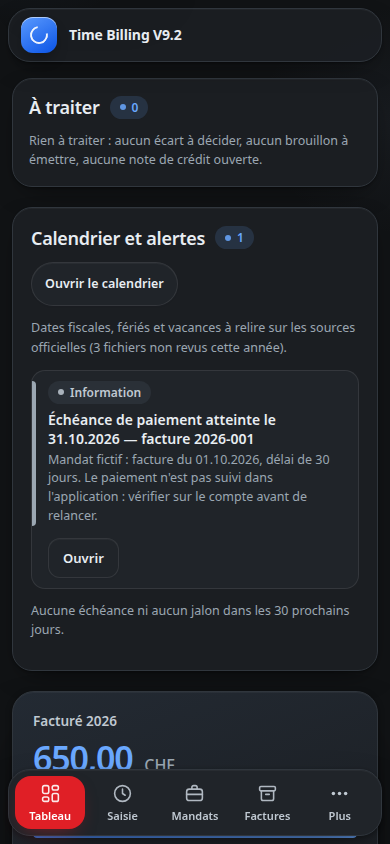 Time Billing V9.2
À traiter 0
Rien à traiter : aucun écart à décider, aucun brouillon à
émettre, aucune note de crédit ouverte.
Calendrier et alertes 1
Ouvrir le calendrier
Dates fiscales, fériés et vacances à relire sur les sources
officielles (3 fichiers non revus cette année).
Information
Échéance de paiement atteinte le
31.10.2026 — facture 2026-001
Mandat fictif : facture du 01.10.2026, délai de 30
jours. Le paiement n'est pas suivi dans
l'application : vérifier sur le compte avant de
relancer.
Ouvrir
Aucune échéance ni aucun jalon dans les 30 prochains
jours.
Facturé 2026
650.00 CHF
Tableau Saisie Mandats Factures Plus